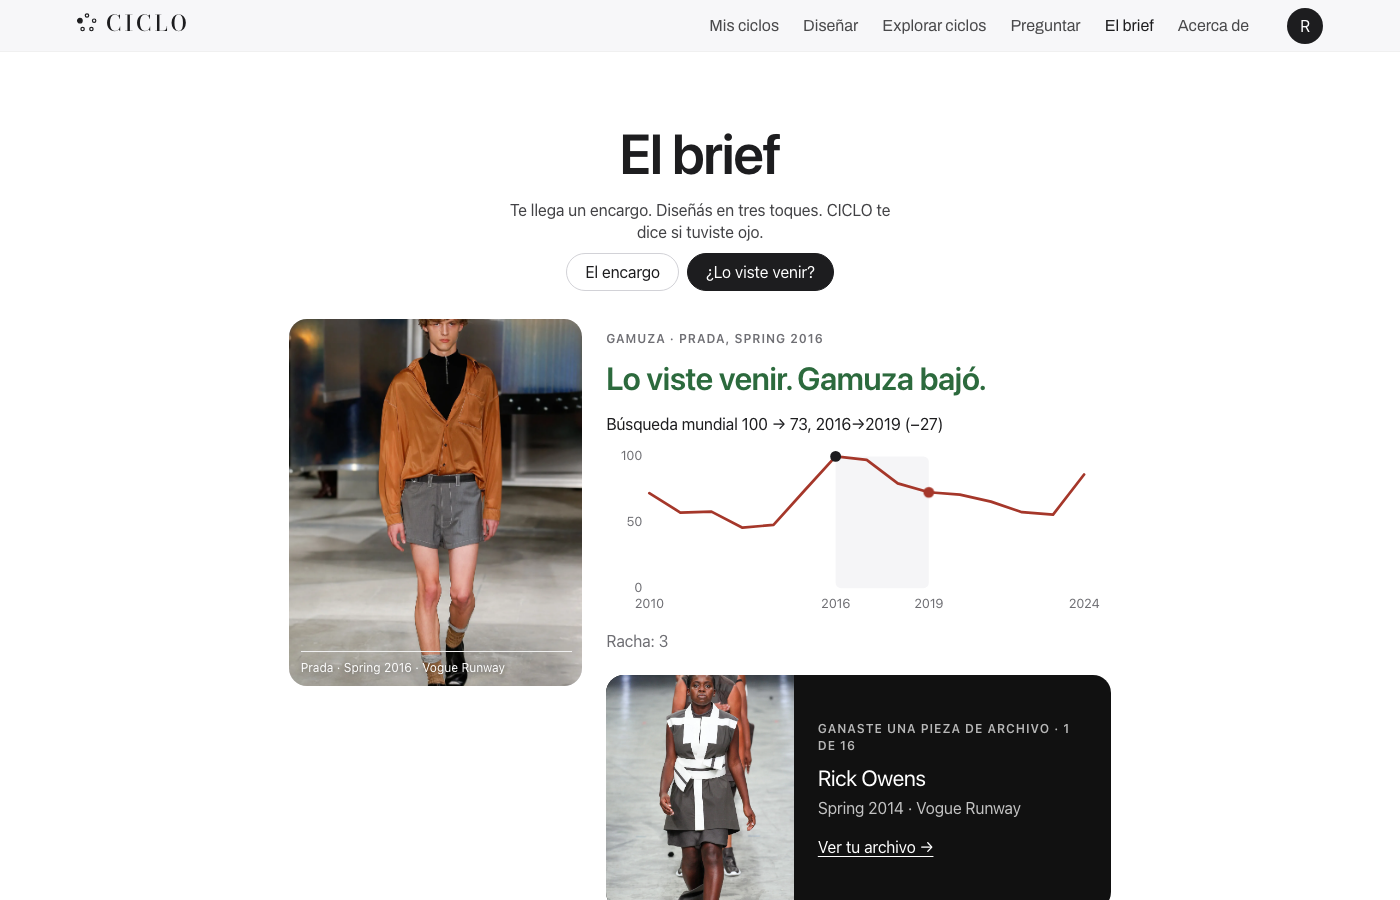 CICLO
Mis ciclos
Diseñar
Explorar ciclos
Preguntar
El brief
Acerca de
R
El brief
Te llega un encargo. Diseñás en tres toques. CICLO te
dice si tuviste ojo.
El encargo
¿Lo viste venir?
Prada · Spring 2016 · Vogue Runway
GAMUZA · PRADA, SPRING 2016
Lo viste venir. Gamuza bajó.
Búsqueda mundial 100 → 73, 2016→2019 (−27)
100
50
0
2010
2016
2019
2024
Racha: 3
GANASTE UNA PIEZA DE ARCHIVO · 1
DE 16
Rick Owens
Spring 2014 · Vogue Runway
Ver tu archivo →